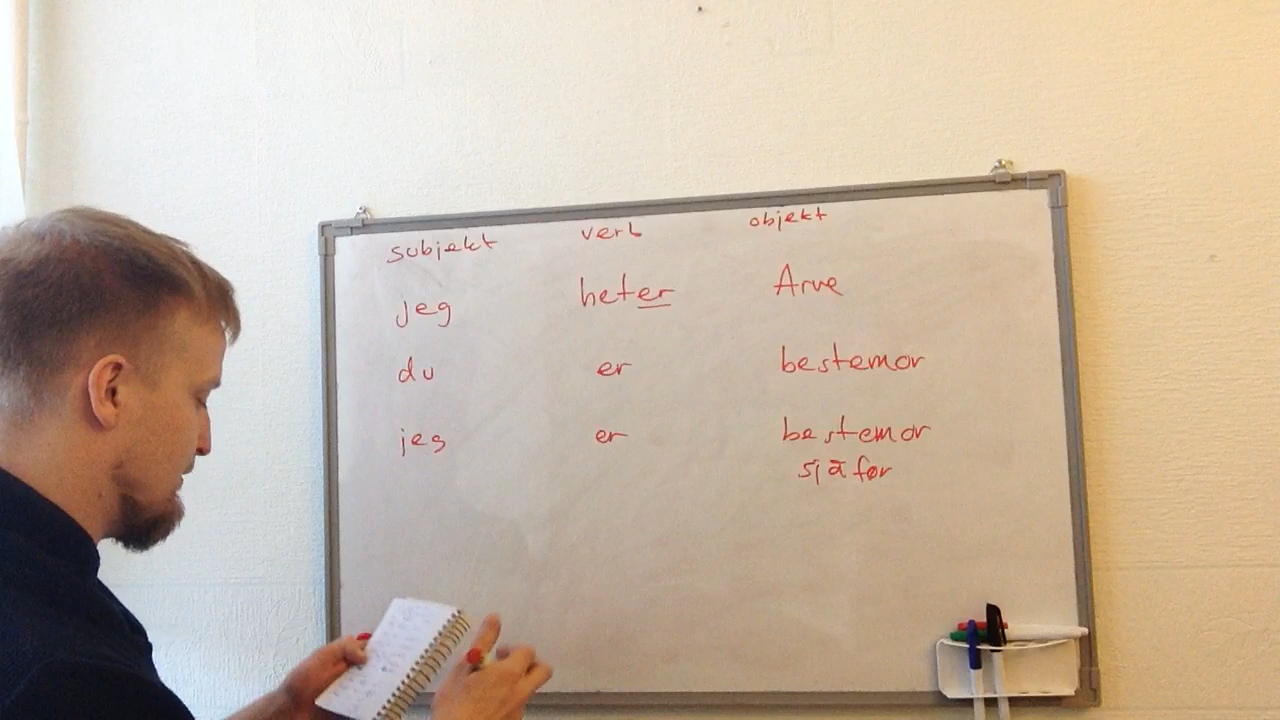 subjekt verb objekt
jeg heter Arve
du er bestemor
jeg er bestemor
sjåfør